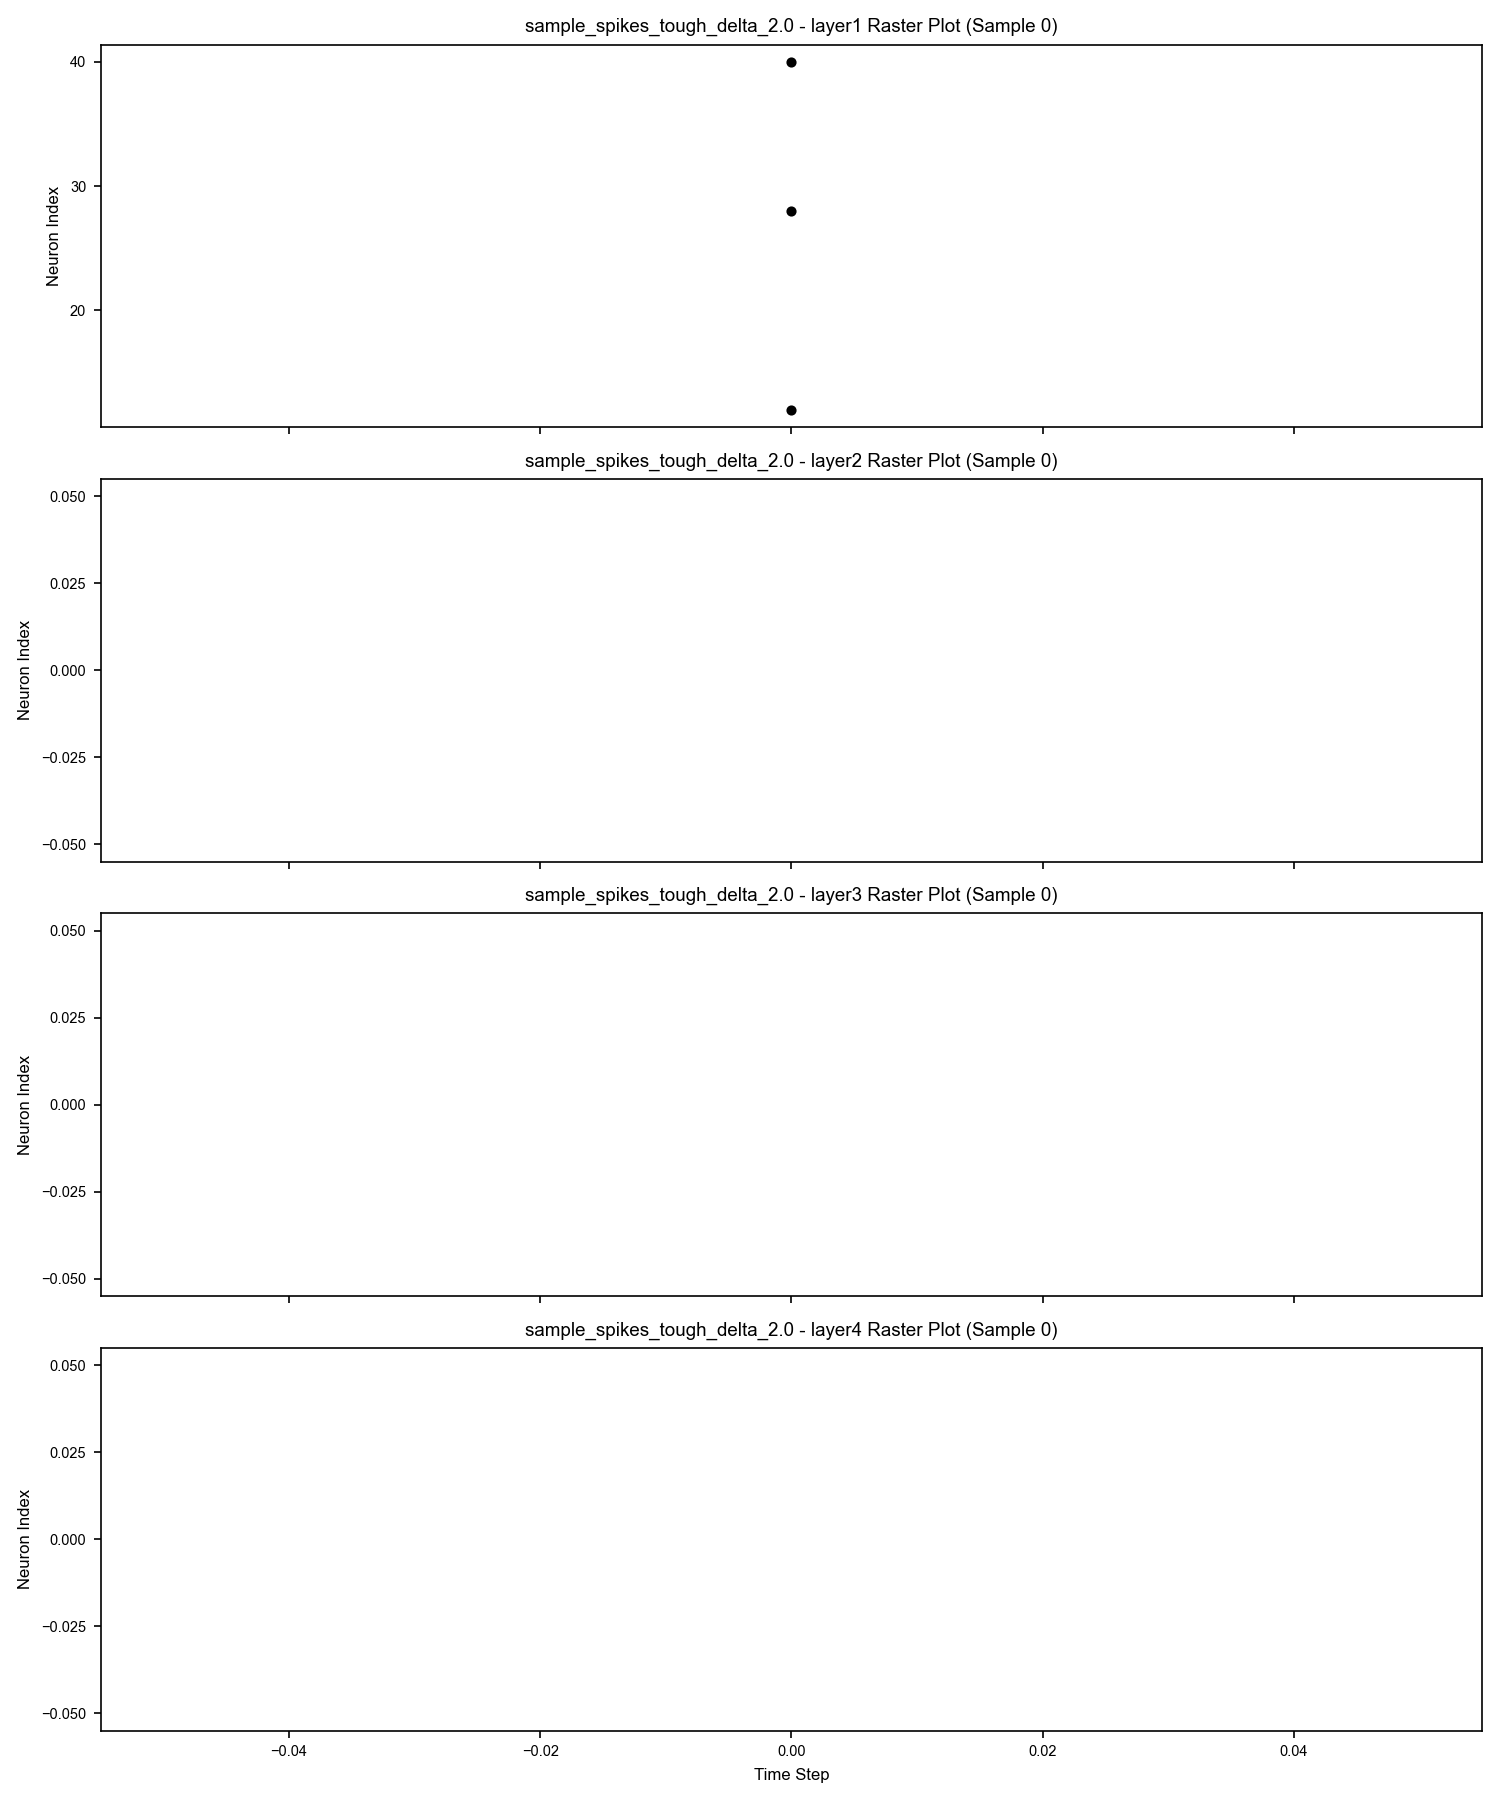 sample_spikes_tough_delta_2.0 - layer1 Raster Plot (Sample 0)
40
30
20
Neuron Index
sample_spikes_tough_delta_2.0 - layer2 Raster Plot (Sample 0)
0.050
0.025
0.000
−0.025
−0.050
Neuron Index
sample_spikes_tough_delta_2.0 - layer3 Raster Plot (Sample 0)
0.050
0.025
0.000
−0.025
−0.050
Neuron Index
sample_spikes_tough_delta_2.0 - layer4 Raster Plot (Sample 0)
0.050
0.025
0.000
−0.025
−0.050
Neuron Index
−0.04 −0.02 0.00 0.02 0.04
Time Step